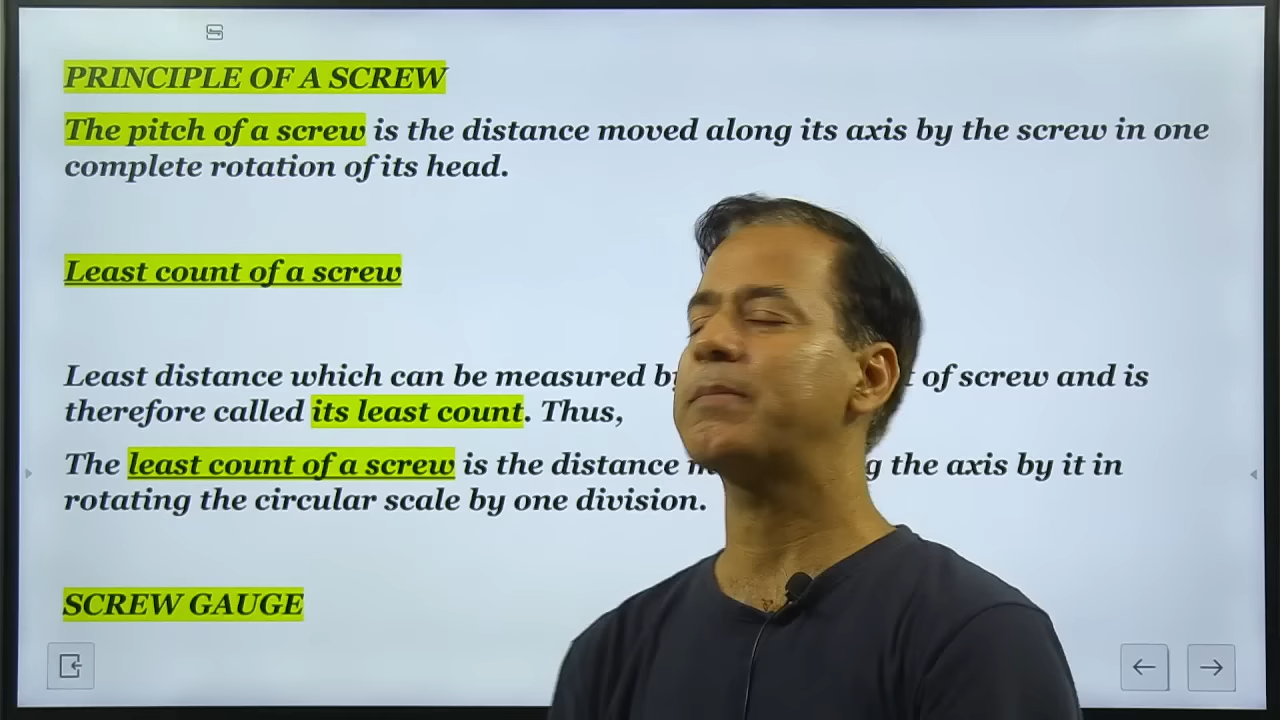 PRINCIPLE OF A SCREW
The pitch of a screw is the distance moved along its axis by the screw in one
complete rotation of its head.
Least count of a screw
Least distance which can be measured of screw and is
therefore called its least count. Thus,
The least count of a screw is the distance the axis by it in
rotating the circular scale by one division.
SCREW GAUGE